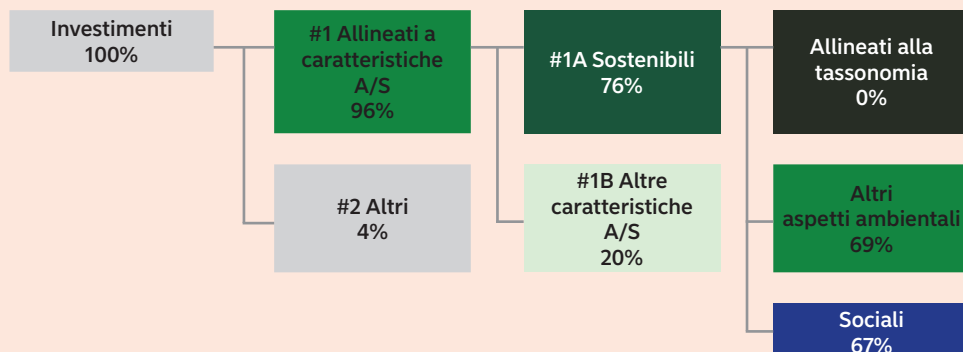 Investimenti
100%
#1 Allineati a
caratteristiche
A/S
96%
#2 Altri
4%
#1A Sostenibili
76%
#1B Altre
caratteristiche
A/S
20%
Allineati alla
tassonomia
0%
Altri
aspetti ambientali
69%
Sociali
67%